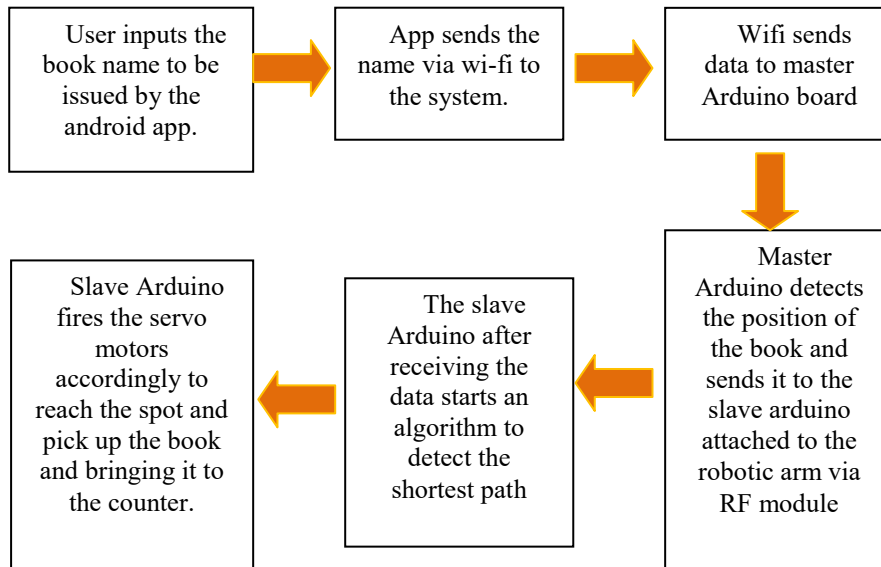 User inputs the
book name to be
issued by the
android app.
App sends the
name via wi-fi to
the system.
Wifi sends
data to master
Arduino board
Master
Arduino detects
the position of
the book and
sends it to the
slave arduino
attached to the
robotic arm via
RF module
The slave
Arduino after
receiving the
data starts an
algorithm to
detect the
shortest path
Slave Arduino
fires the servo
motors
accordingly to
reach the spot and
pick up the book
and bringing it to
the counter.